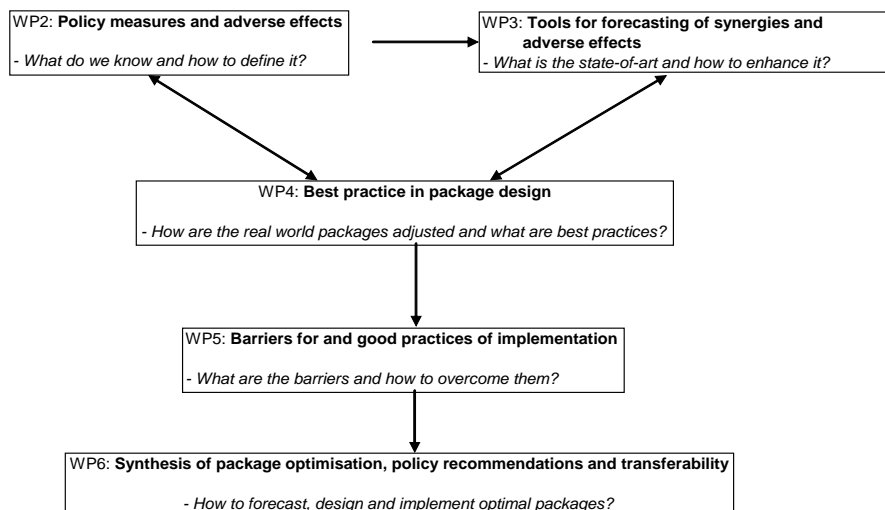 WP2: Policy measures and adverse effects
- What do we know and how to define it?
WP3: Tools for forecasting of synergies and
adverse effects
- What is the state-of-art and how to enhance it?
WP4: Best practice in package design
- How are the real world packages adjusted and what are best practices?
WP5: Barriers for and good practices of implementation
- What are the barriers and how to overcome them?
WP6: Synthesis of package optimisation, policy recommendations and transferability
- How to forecast, design and implement optimal packages?